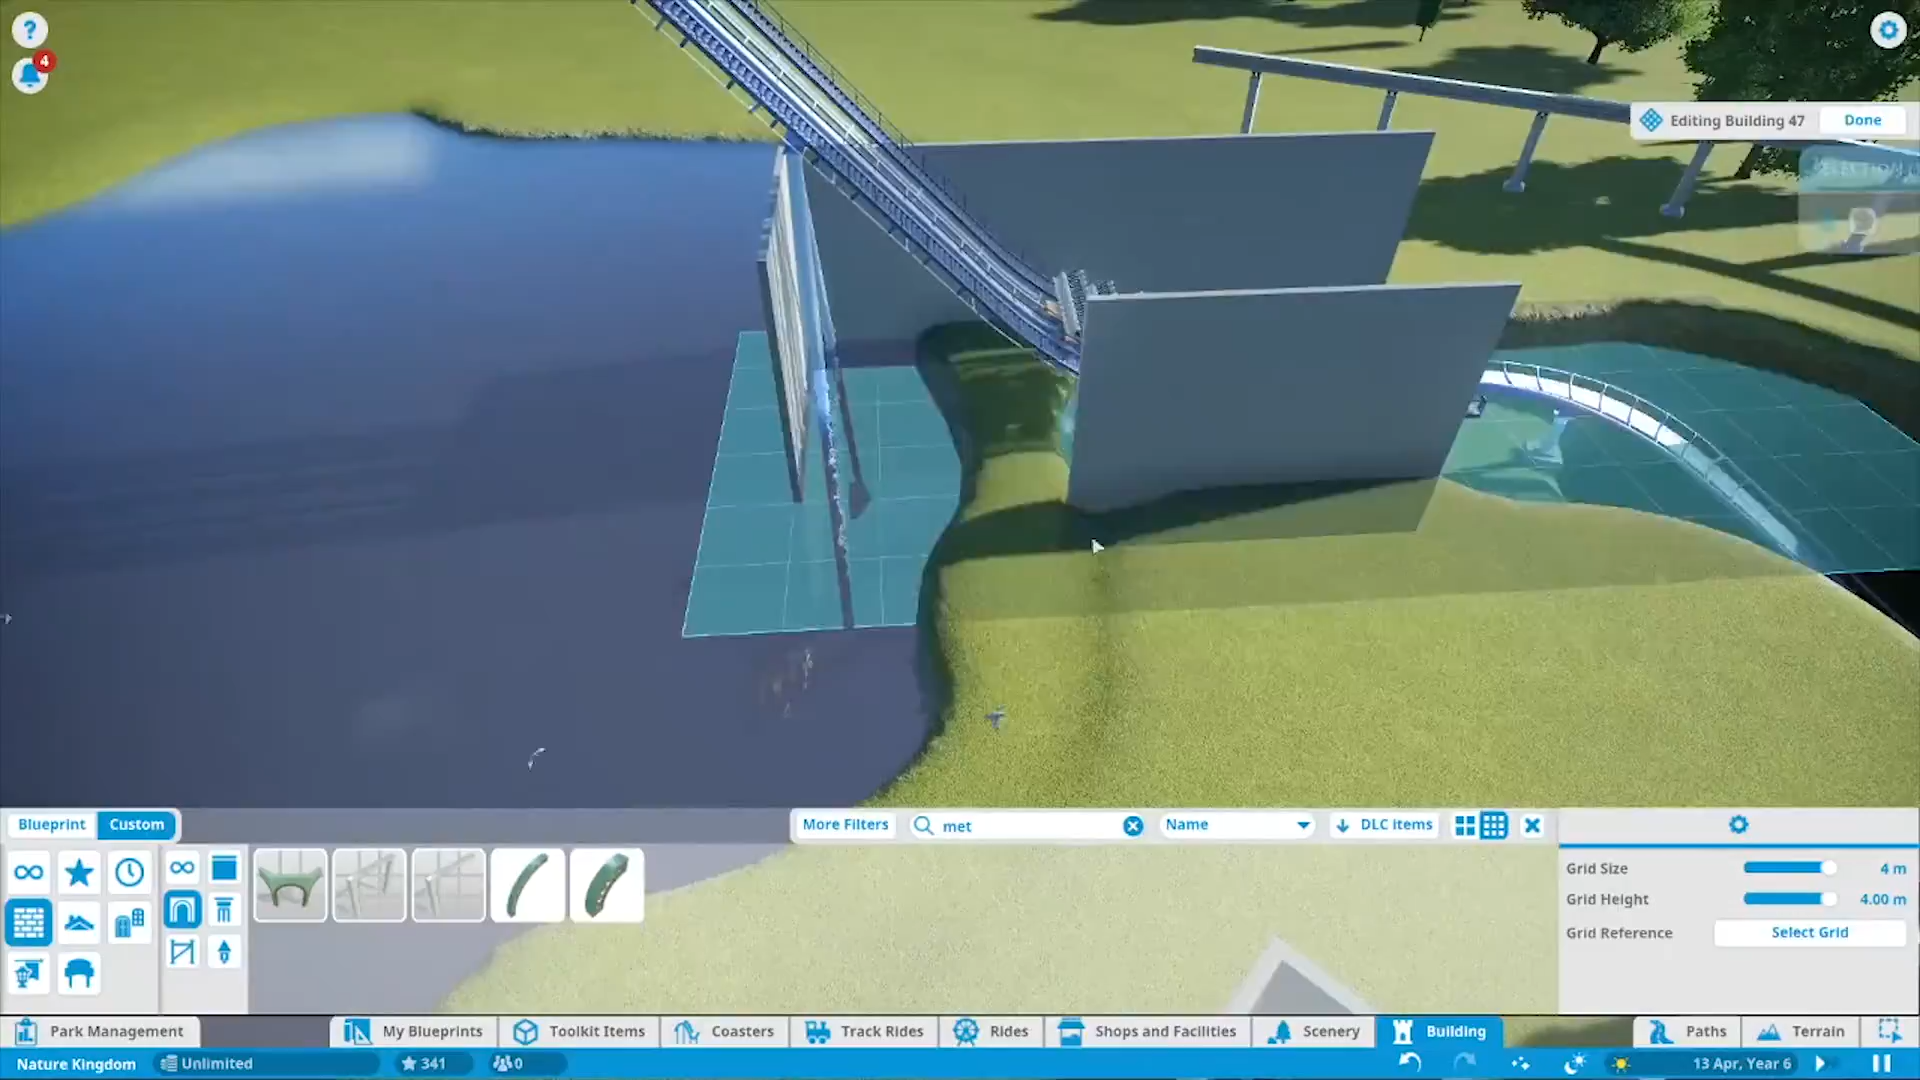 ?
4
Editing Building 47
Done
Blueprint
Custom
More Filters
met
Name
DLC items
Grid Size
4 m
Grid Height
4.00 m
Grid Reference
Select Grid
Park Management
My Blueprints
Toolkit Items
Coasters
Track Rides
Rides
Shops and Facilities
Scenery
Building
Paths
Terrain
Nature Kingdom
Unlimited
341
0
13 Apr, Year 6